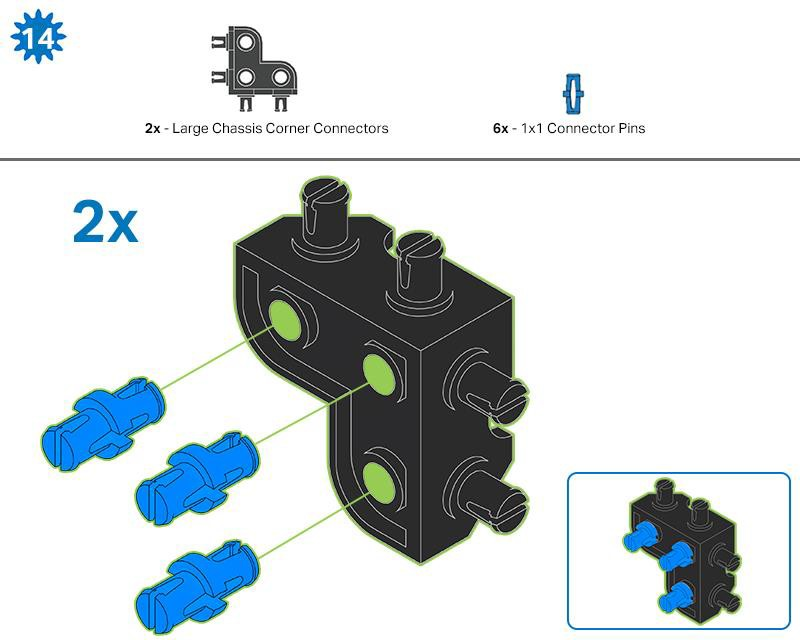 14
2x - Large Chassis Corner Connectors
6x - 1x1 Connector Pins
2x